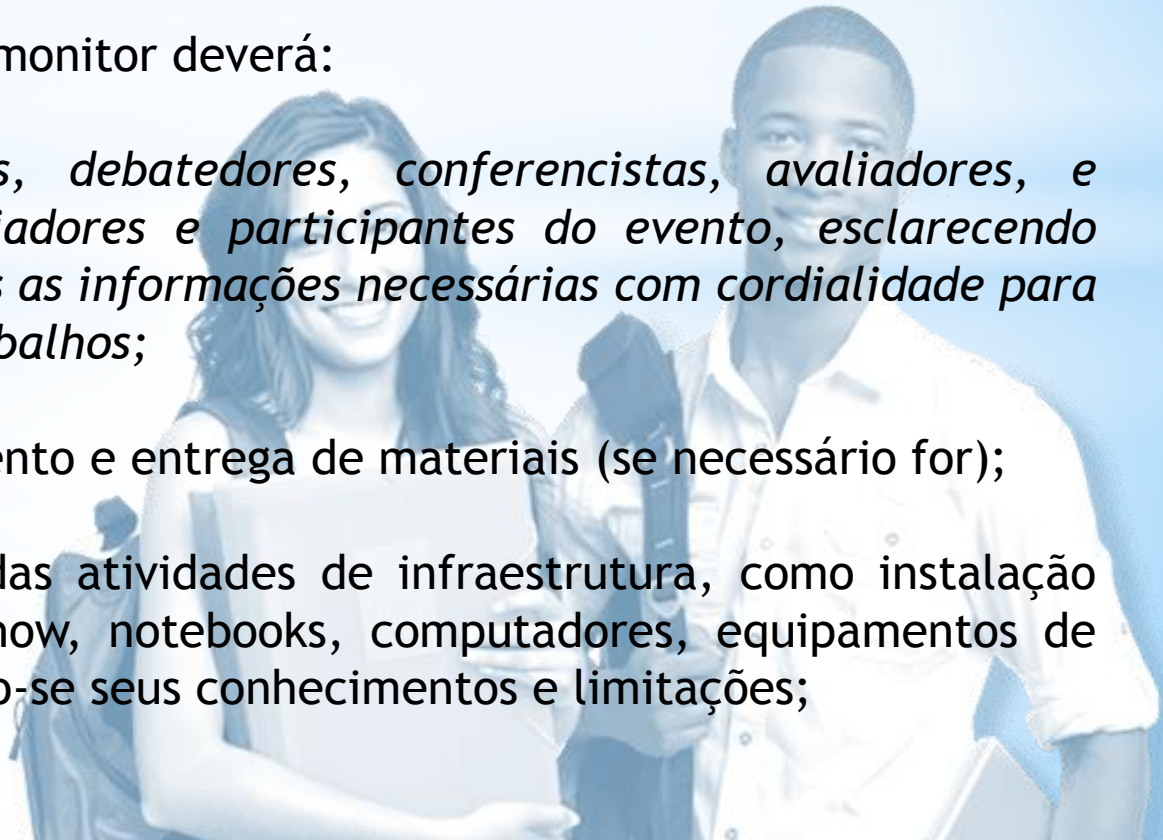 monitor deverá:
s, debatedores, conferencistas, avaliadores, e
iadores e participantes do evento, esclarecendo
s as informações necessárias com cordialidade para
balhos;
ento e entrega de materiais (se necessário for);
das atividades de infraestrutura, como instalação
how, notebooks, computadores, equipamentos de
o-se seus conhecimentos e limitações;